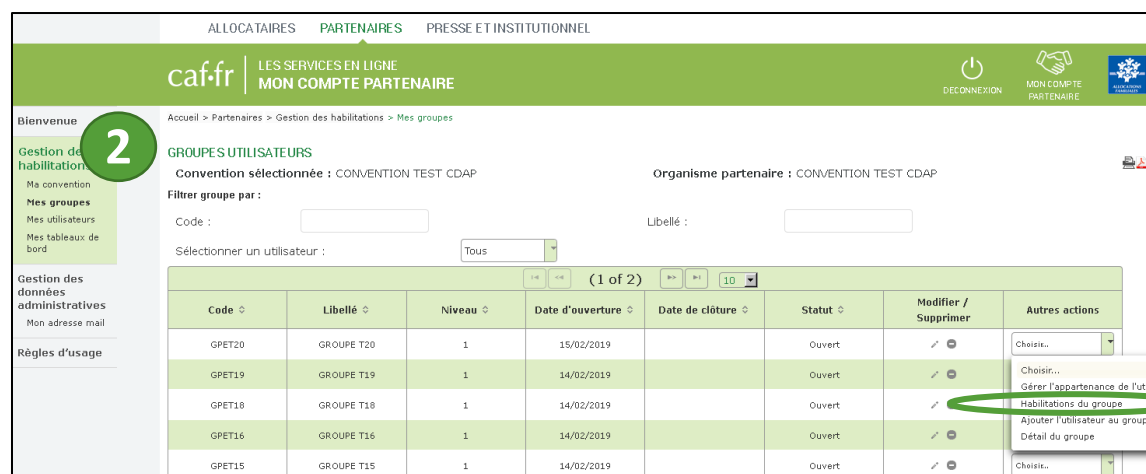 ALLOCATAIRES PARTENAIRES PRESSE ET INSTITUTIONNEL
caf.fr LES SERVICES EN LIGNE
MON COMPTE PARTENAIRE
DECONNEXION
MON COMPTE
PARTENAIRE
ALLOCATIONS
FAMILIALES
Bienvenue
Gestion de
habilitation
Ma convention
Mes groupes
Mes utilisateurs
Mes tableaux de
bord
Gestion des
données
administratives
Mon adresse mail
Règles d'usage
2
Accueil > Partenaires > Gestion des habilitations > Mes groupes
GROUPES UTILISATEURS
Convention sélectionnée : CONVENTION TEST CDAP Organisme partenaire : CONVENTION TEST CDAP
Filtrer groupe par :
Code : Libellé :
Sélectionner un utilisateur : Tous
(1 of 2) 10
Code Libellé Niveau Date d'ouverture Date de clôture Statut Modifier / Supprimer Autres actions
GPET20 GROUPE T20 1 15/02/2019 Ouvert Choisir...
GPET19 GROUPE T19 1 14/02/2019 Ouvert
GPET18 GROUPE T18 1 14/02/2019 Ouvert
GPET16 GROUPE T16 1 14/02/2019 Ouvert
GPET15 GROUPE T15 1 14/02/2019 Ouvert Choisir...
Choisir...
Gérer l'appartenance de l'ut
Habilitations du groupe
Ajouter l'utilisateur au group
Détail du groupe